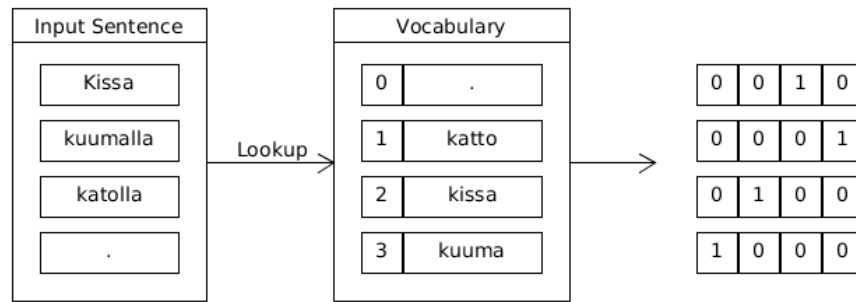 Input Sentence
Kissa
kuumalla
katolla
.
Lookup
Vocabulary
0 .
1 katto
2 kissa
3 kuuma
0 0 1 0
0 0 0 1
0 1 0 0
1 0 0 0